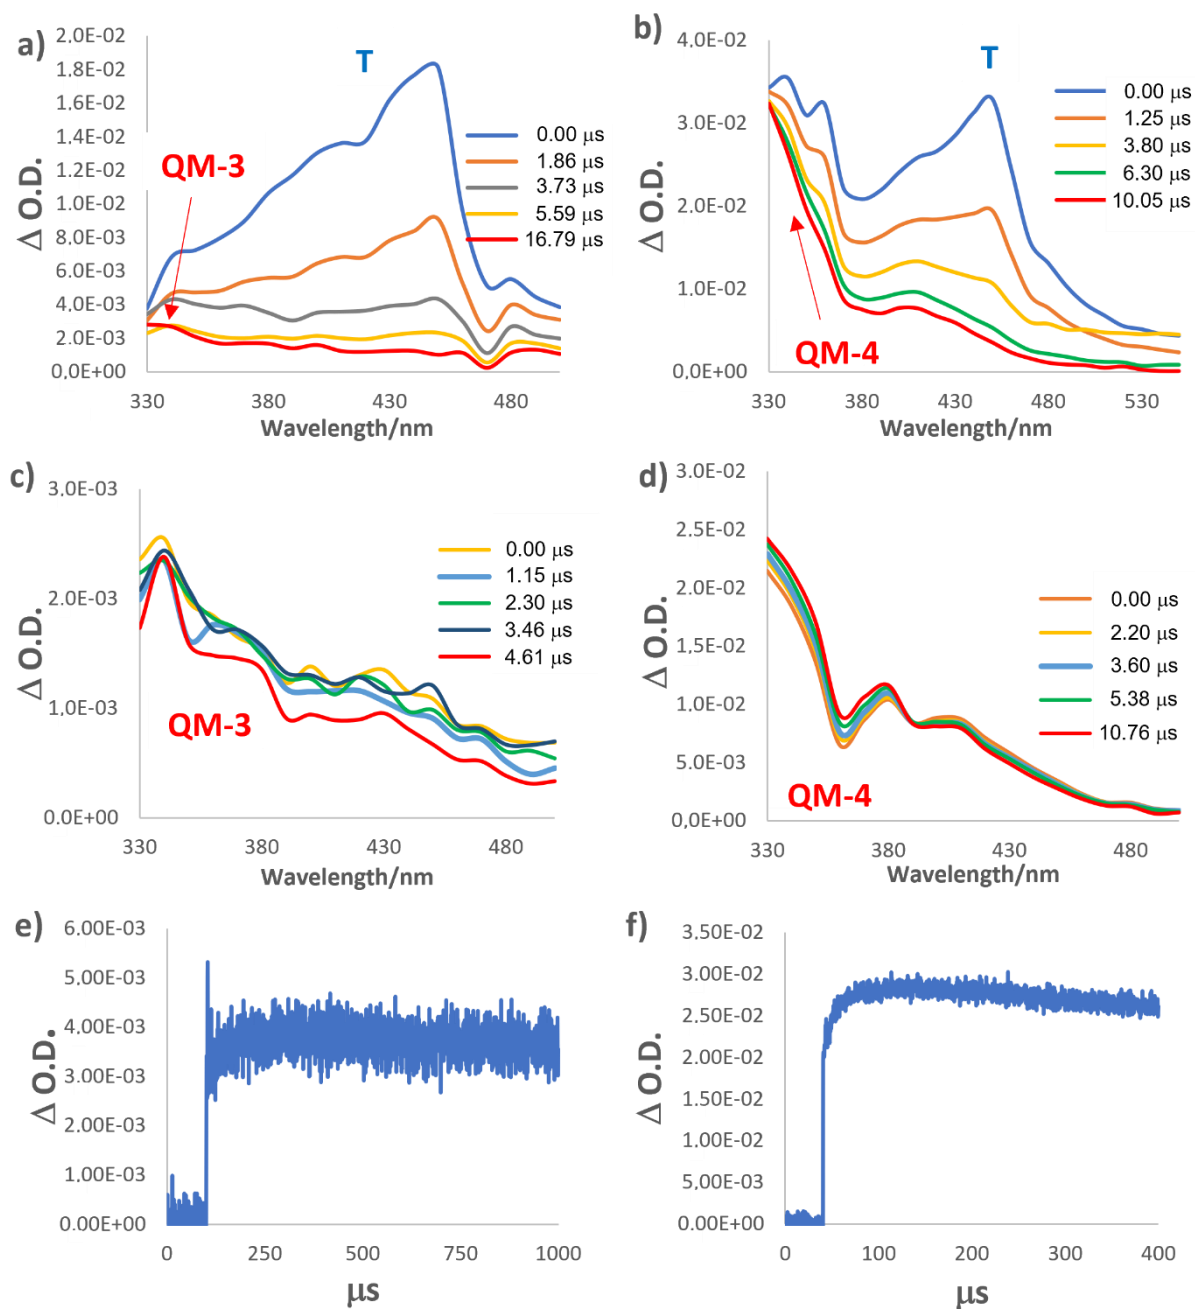 a)
2.0E-02
1.8E-02
1.6E-02
1.4E-02
1.2E-02
1.0E-02
8.0E-03
6.0E-03
4.0E-03
2.0E-03
0,0E+00
Δ O.D.
T
QM-3
0.00 μs
1.86 μs
3.73 μs
5.59 μs
16.79 μs
330 380 430 480
Wavelength/nm
b)
4.0E-02
3.0E-02
2.0E-02
1.0E-02
0,0E+00
Δ O.D.
T
QM-4
0.00 μs
1.25 μs
3.80 μs
6.30 μs
10.05 μs
330 380 430 480 530
Wavelength/nm
c)
3.0E-03
2.0E-03
1.0E-03
0.0E+00
Δ O.D.
QM-3
0.00 μs
1.15 μs
2.30 μs
3.46 μs
4.61 μs
330 380 430 480
Wavelength/nm
d)
3.0E-02
2.5E-02
2.0E-02
1.5E-02
1.0E-02
5.0E-03
0,0E+00
Δ O.D.
QM-4
0.00 μs
2.20 μs
3.60 μs
5.38 μs
10.76 μs
330 380 430 480
Wavelength/nm
e)
6.00E-03
5.00E-03
4.00E-03
3.00E-03
2.00E-03
1.00E-03
0.00E+00
Δ O.D.
0 250 500 750 1000
μs
f)
3.50E-02
3.00E-02
2.50E-02
2.00E-02
1.50E-02
1.00E-02
5.00E-03
0.00E+00
Δ O.D.
0 100 200 300 400
μs